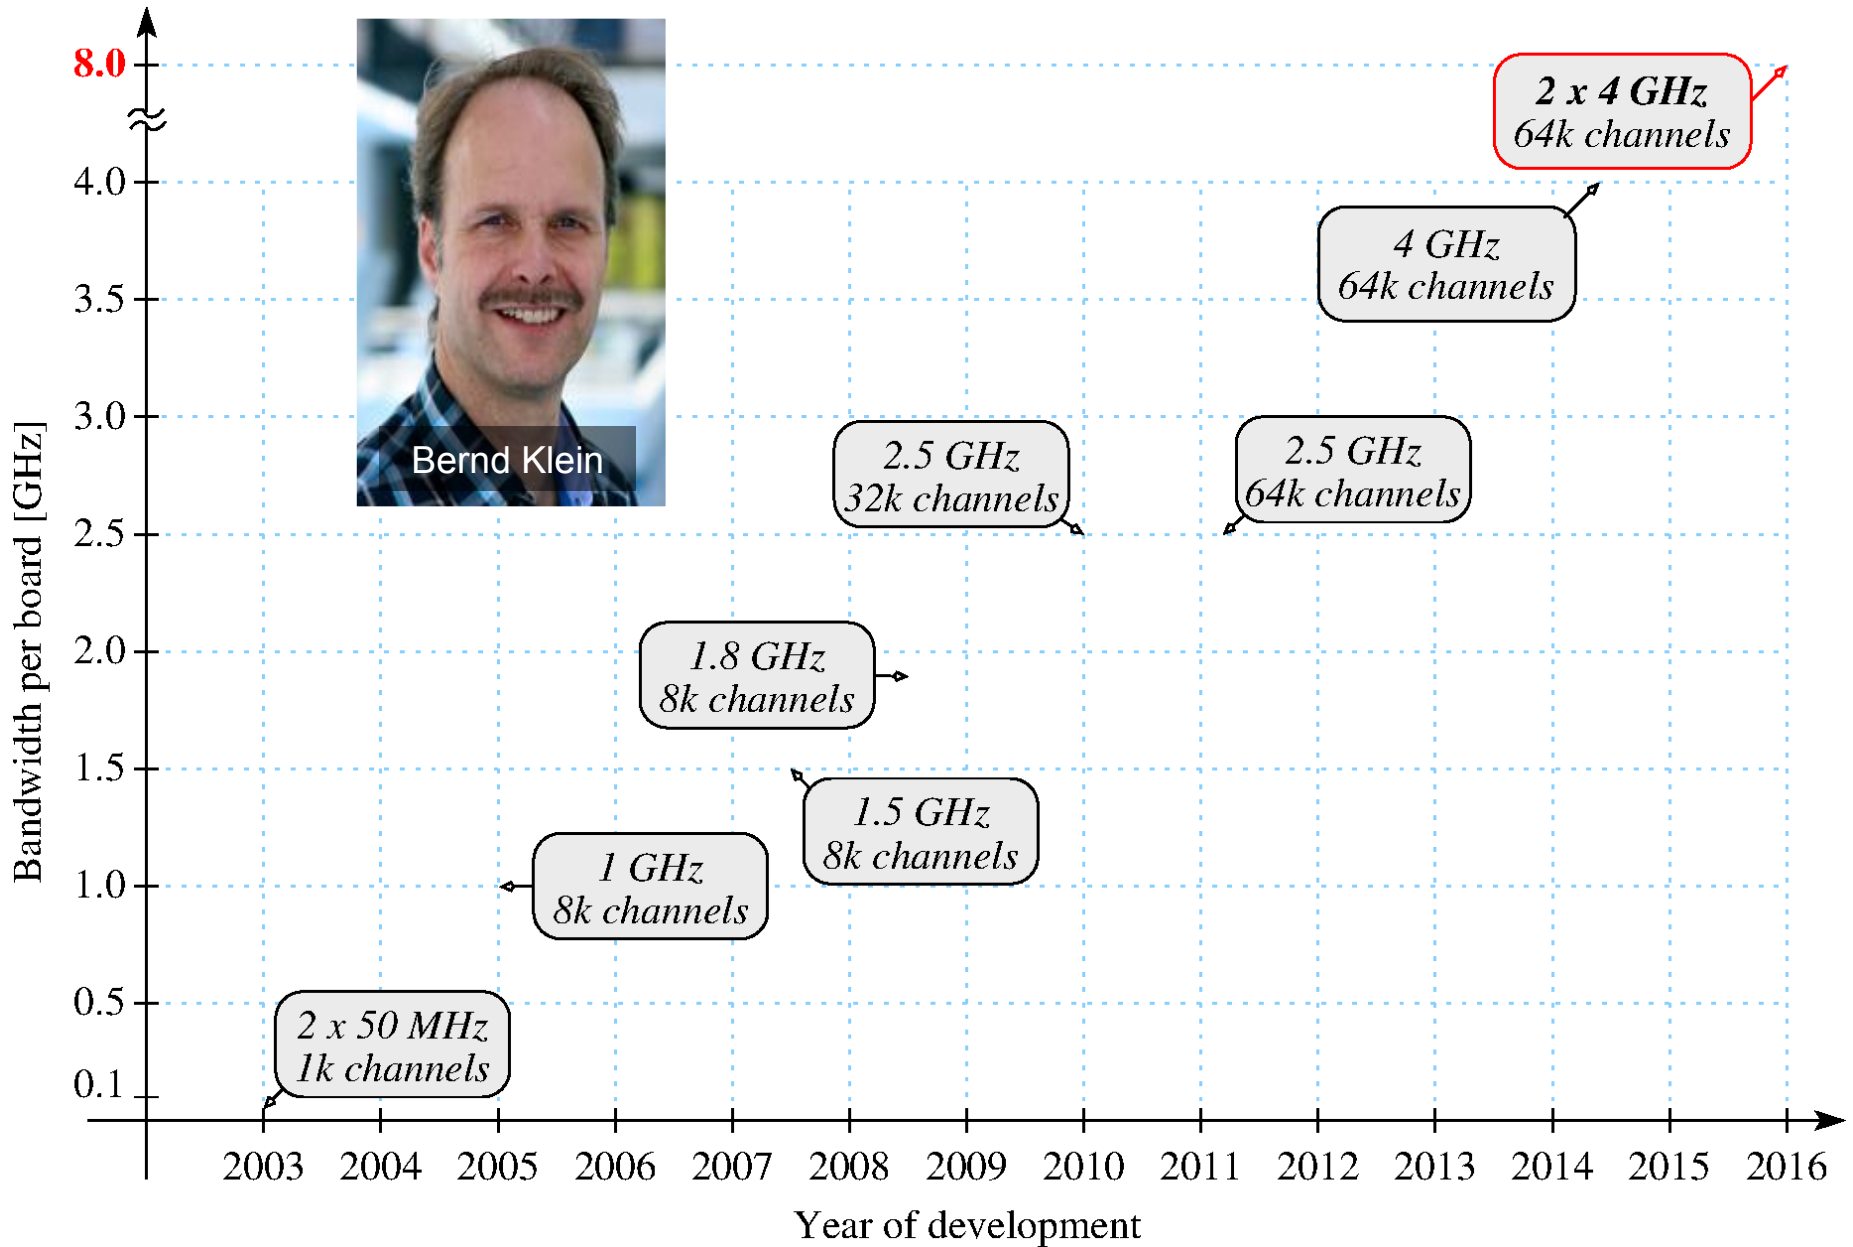 8.0
4.0
3.5
3.0
2.5
2.0
1.5
1.0
0.5
0.1
Bandwidth per board [GHz]
Bernd Klein
2 x 4 GHz
64k channels
4 GHz
64k channels
2.5 GHz
32k channels
2.5 GHz
64k channels
1.8 GHz
8k channels
1.5 GHz
8k channels
1 GHz
8k channels
2 x 50 MHz
1k channels
2003 2004 2005 2006 2007 2008 2009 2010 2011 2012 2013 2014 2015 2016
Year of development